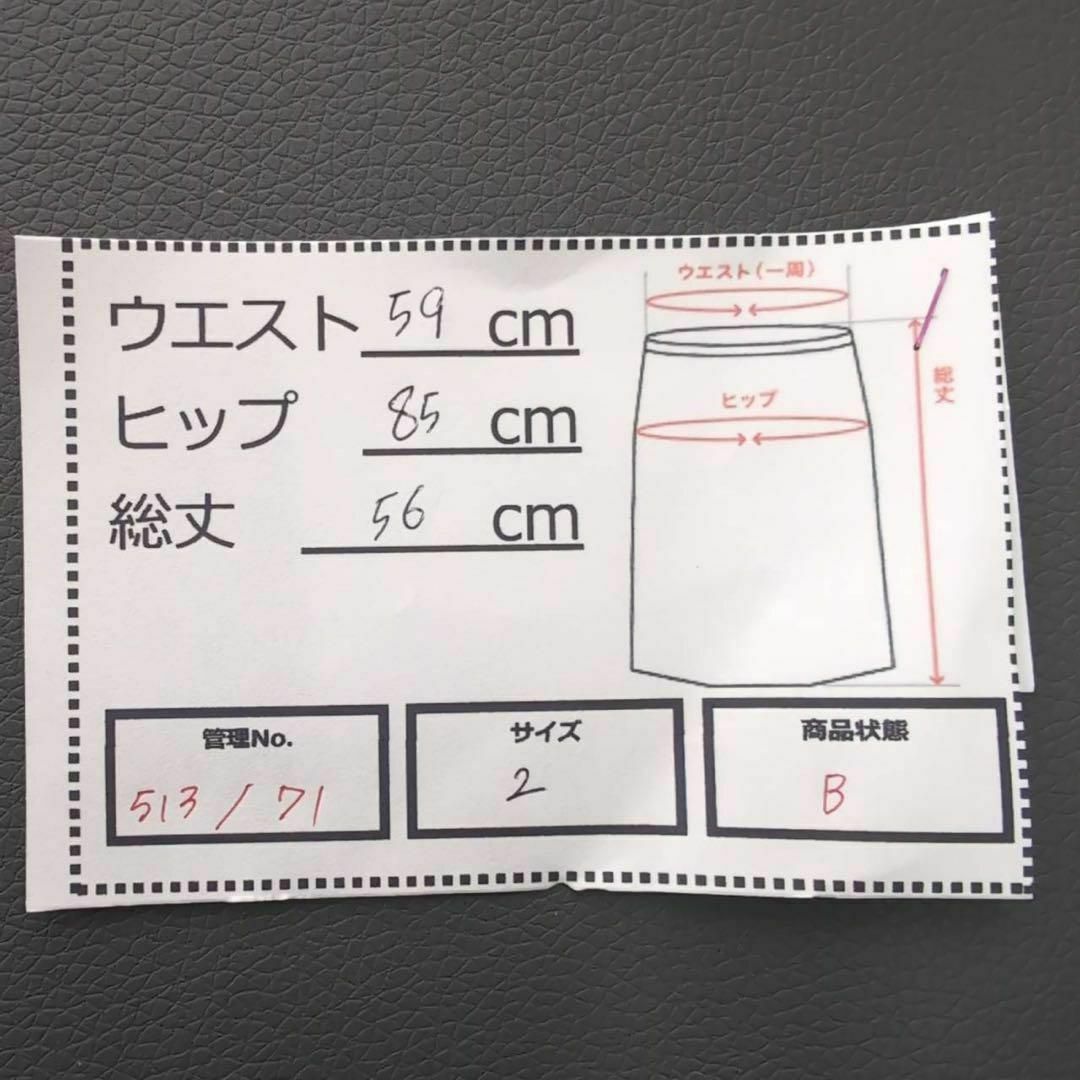 ウエスト 59 cm
ヒップ 85 cm
総丈 56 cm
ウエスト(一周)
ヒップ
総丈
管理No.
513 / 71
サイズ
2
商品状態
B